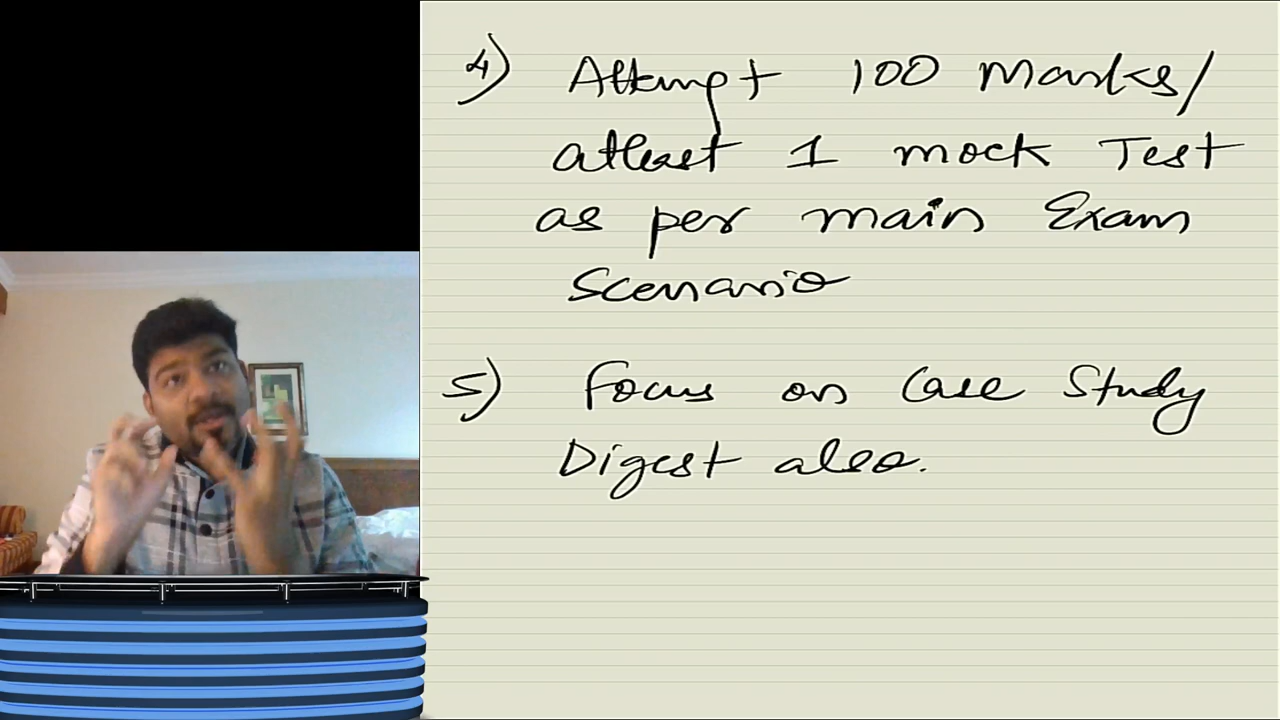 4) Attempt 100 Marks/
atleast 1 mock Test
as per main Exam
Scenario
5) Focus on Case Study
Digest also.